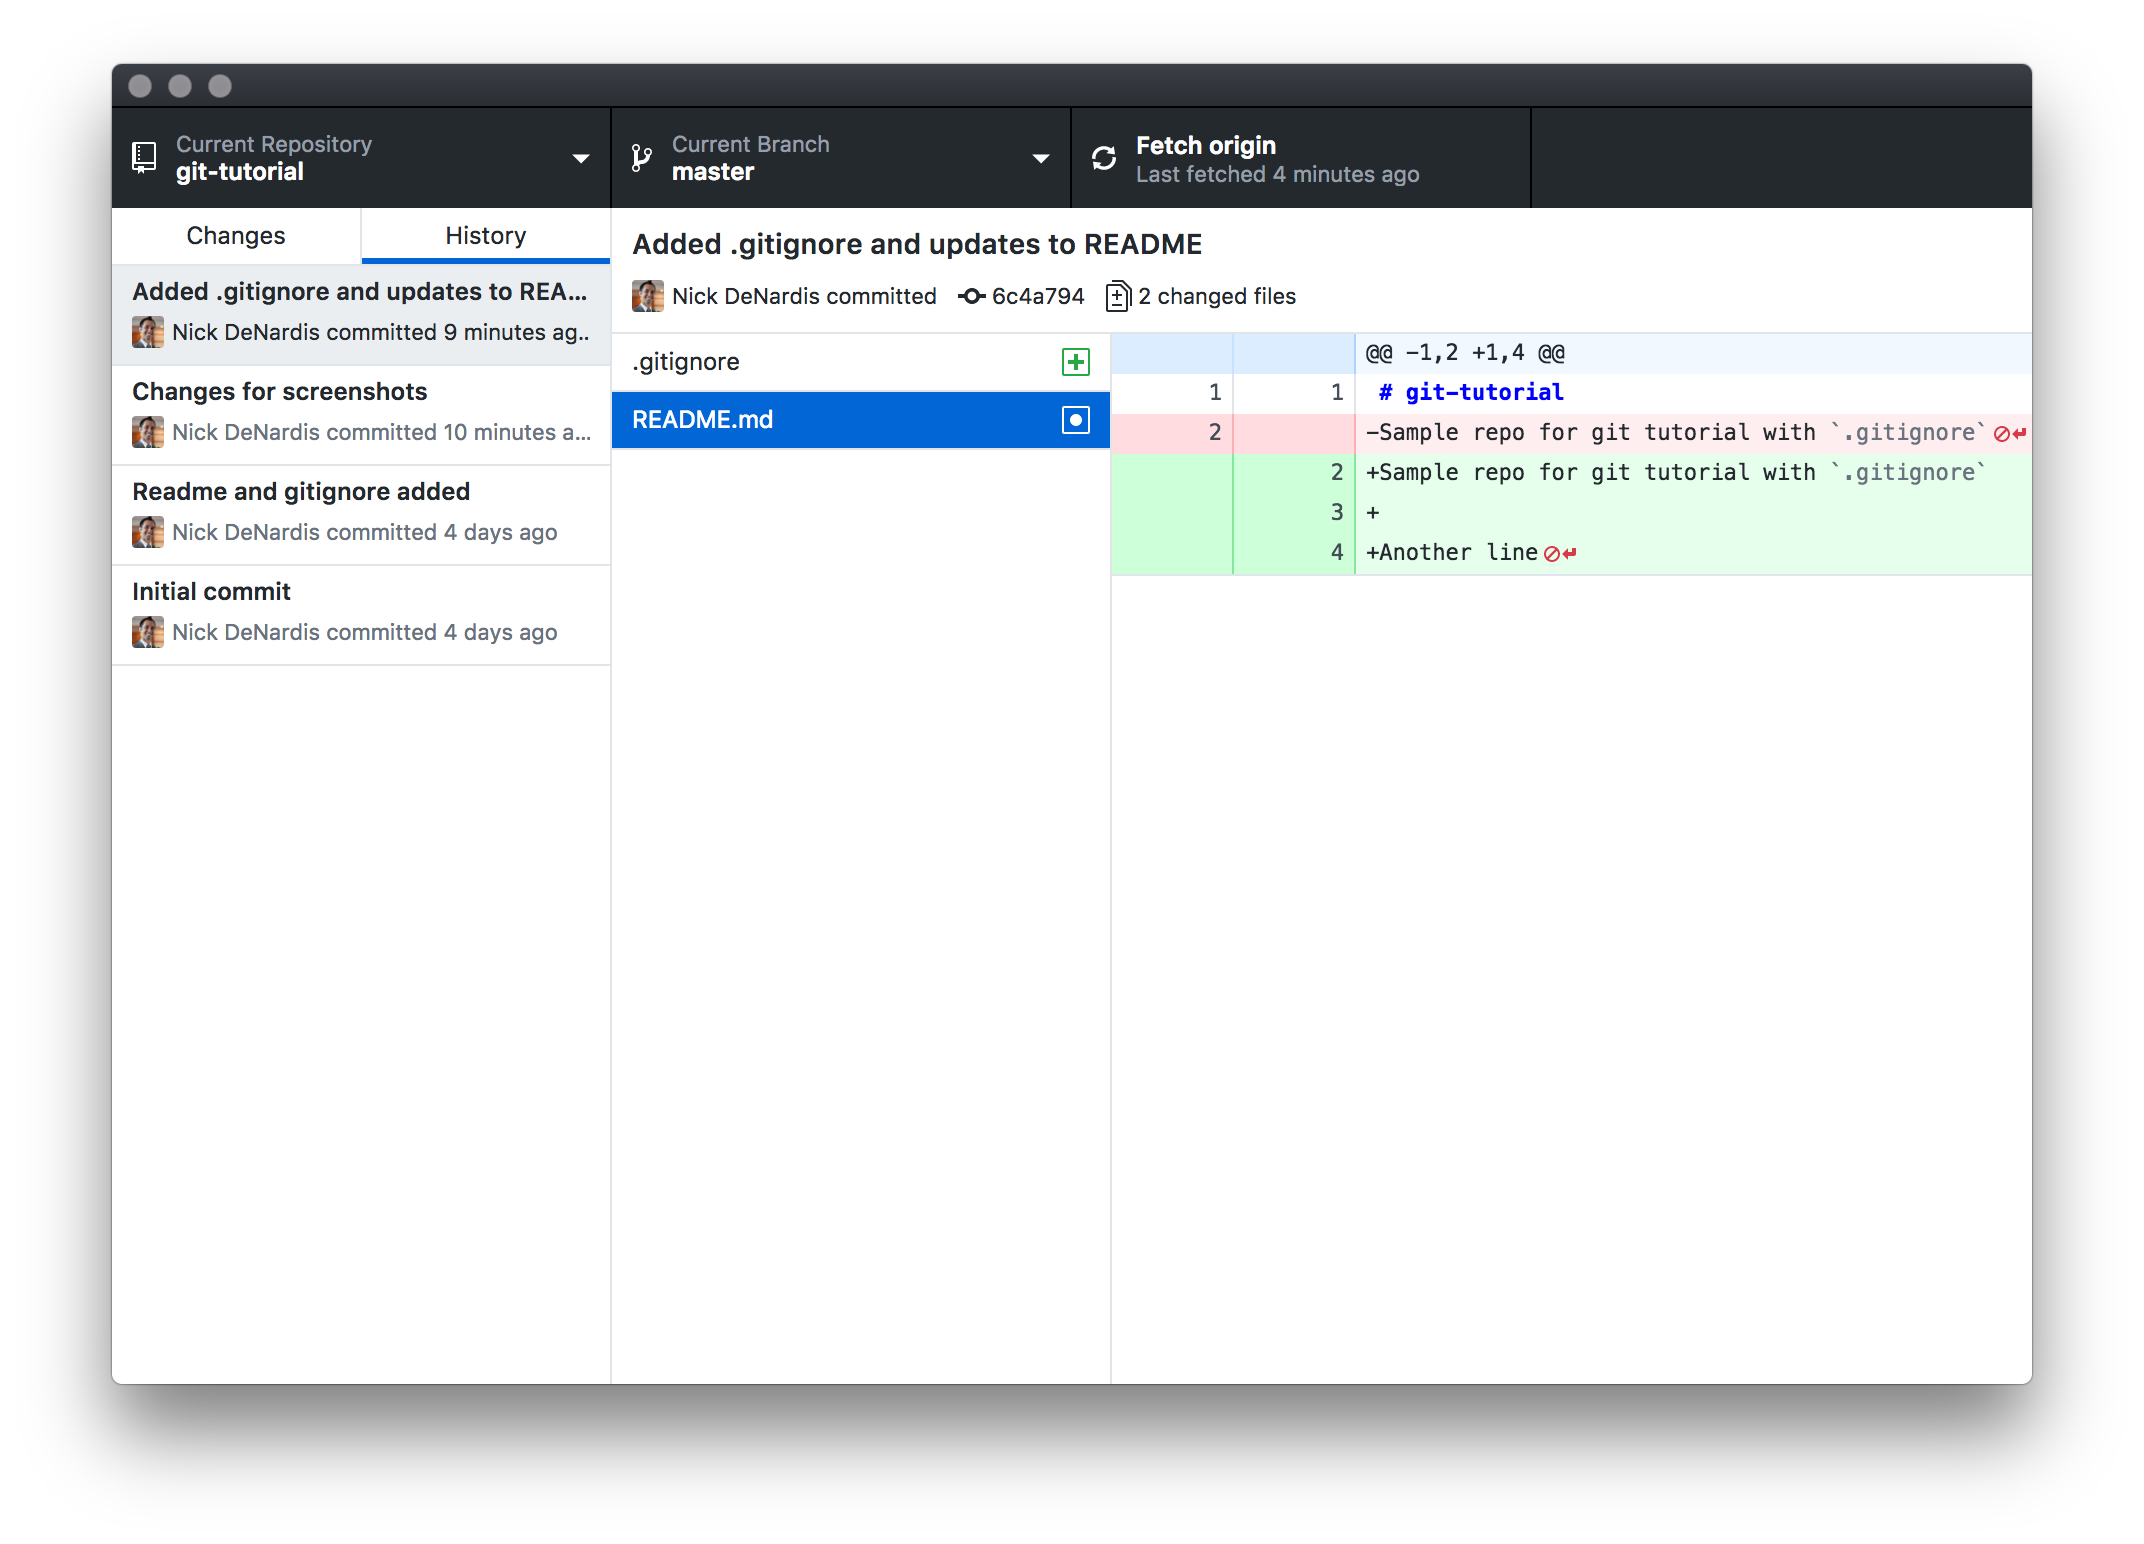 Current Repository
git-tutorial
Current Branch
master
Fetch origin
Last fetched 4 minutes ago
Changes
History
Added .gitignore and updates to REA...
Nick DeNardis committed 9 minutes ag..
Changes for screenshots
Nick DeNardis committed 10 minutes a...
Readme and gitignore added
Nick DeNardis committed 4 days ago
Initial commit
Nick DeNardis committed 4 days ago
Added .gitignore and updates to README
Nick DeNardis committed 6c4a794 2 changed files
.gitignore
README.md
@@ -1,2 +1,4 @@
1 1 # git-tutorial
2 -Sample repo for git tutorial with `.gitignore`
2 +Sample repo for git tutorial with `.gitignore`
3 +
4 +Another line